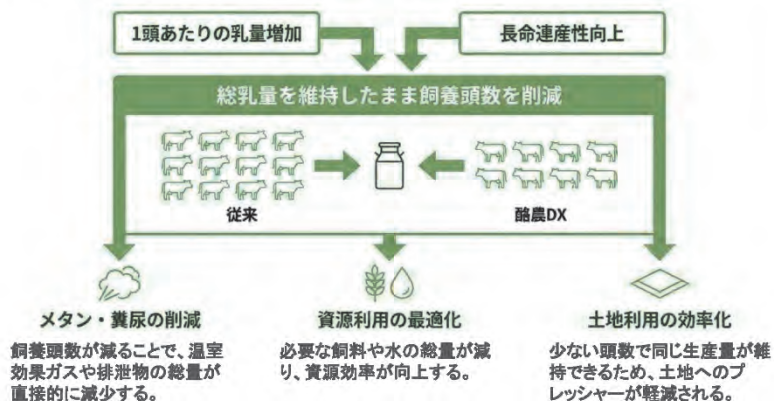 1頭あたりの乳量増加
長命連産性向上
総乳量を維持したまま飼養頭数を削減
従来
酪農DX
メタン・糞尿の削減
飼養頭数が減ることで、温室
効果ガスや排泄物の総量が
直接的に減少する。
資源利用の最適化
必要な飼料や水の総量が減
り、資源効率が向上する。
土地利用の効率化
少ない頭数で同じ生産量が維
持できるため、土地へのプ
レッシャーが軽減される。